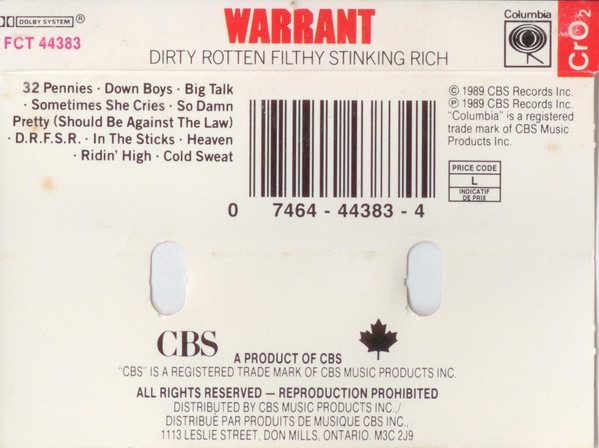 DOLBY SYSTEM®
FCT 44383
WARRANT
DIRTY ROTTEN FILTHY STINKING RICH
Columbia
CrO2
32 Pennies · Down Boys · Big Talk
· Sometimes She Cries · So Damn
Pretty (Should Be Against The Law)
· D.R.F.S.R. · In The Sticks · Heaven
· Ridin' High · Cold Sweat
0 7464 - 44383 - 4
© 1989 CBS Records Inc.
℗ 1989 CBS Records Inc.
"Columbia" is a registered
trade mark of CBS Music
Products Inc.
PRICE CODE
L
INDICATIF
DE PRIX
CBS
A PRODUCT OF CBS
"CBS" IS A REGISTERED TRADE MARK OF CBS MUSIC PRODUCTS INC.
ALL RIGHTS RESERVED — REPRODUCTION PROHIBITED
DISTRIBUTED BY CBS MUSIC PRODUCTS INC./
DISTRIBUÉ PAR PRODUITS DE MUSIQUE CBS INC.,
1113 LESLIE STREET, DON MILLS, ONTARIO. M3C 2J9